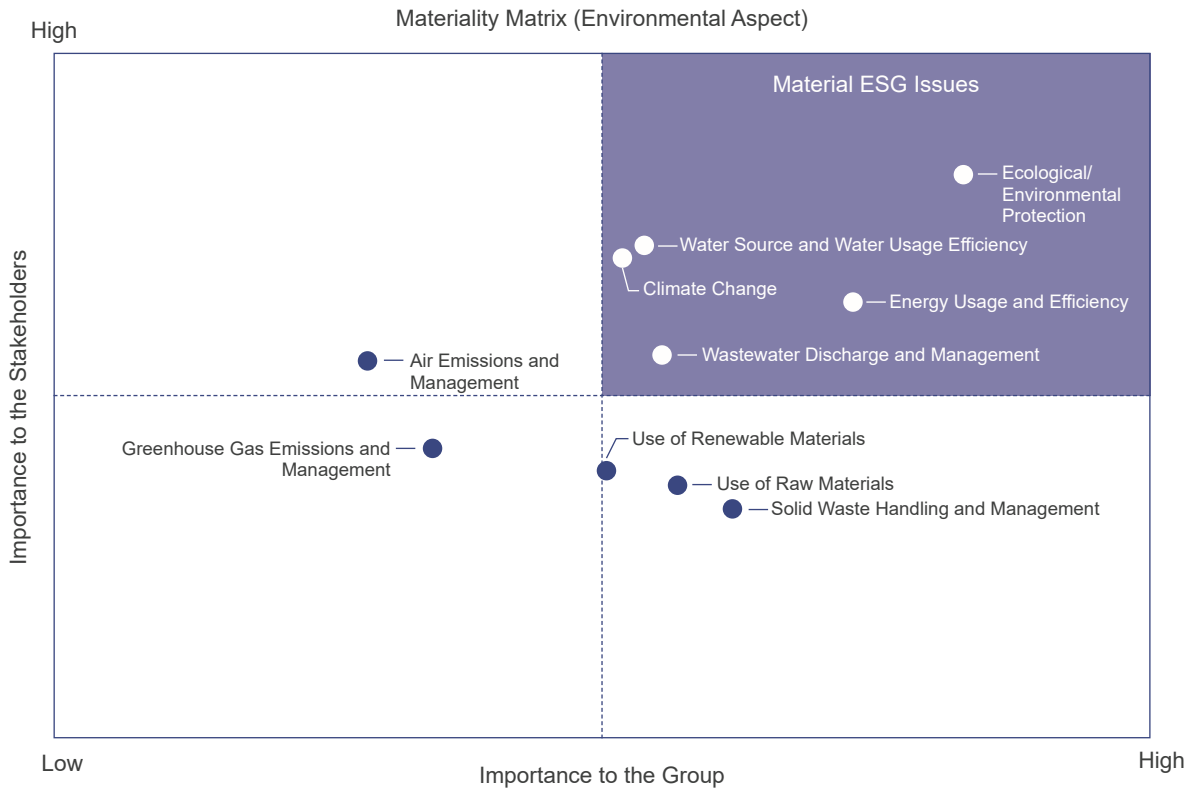 Materiality Matrix (Environmental Aspect)
High
Material ESG Issues
Ecological/
Environmental
Protection
Water Source and Water Usage Efficiency
Climate Change
Energy Usage and Efficiency
Wastewater Discharge and Management
Air Emissions and
Management
Importance to the Stakeholders
Greenhouse Gas Emissions and
Management
Use of Renewable Materials
Use of Raw Materials
Solid Waste Handling and Management
Low
Importance to the Group
High